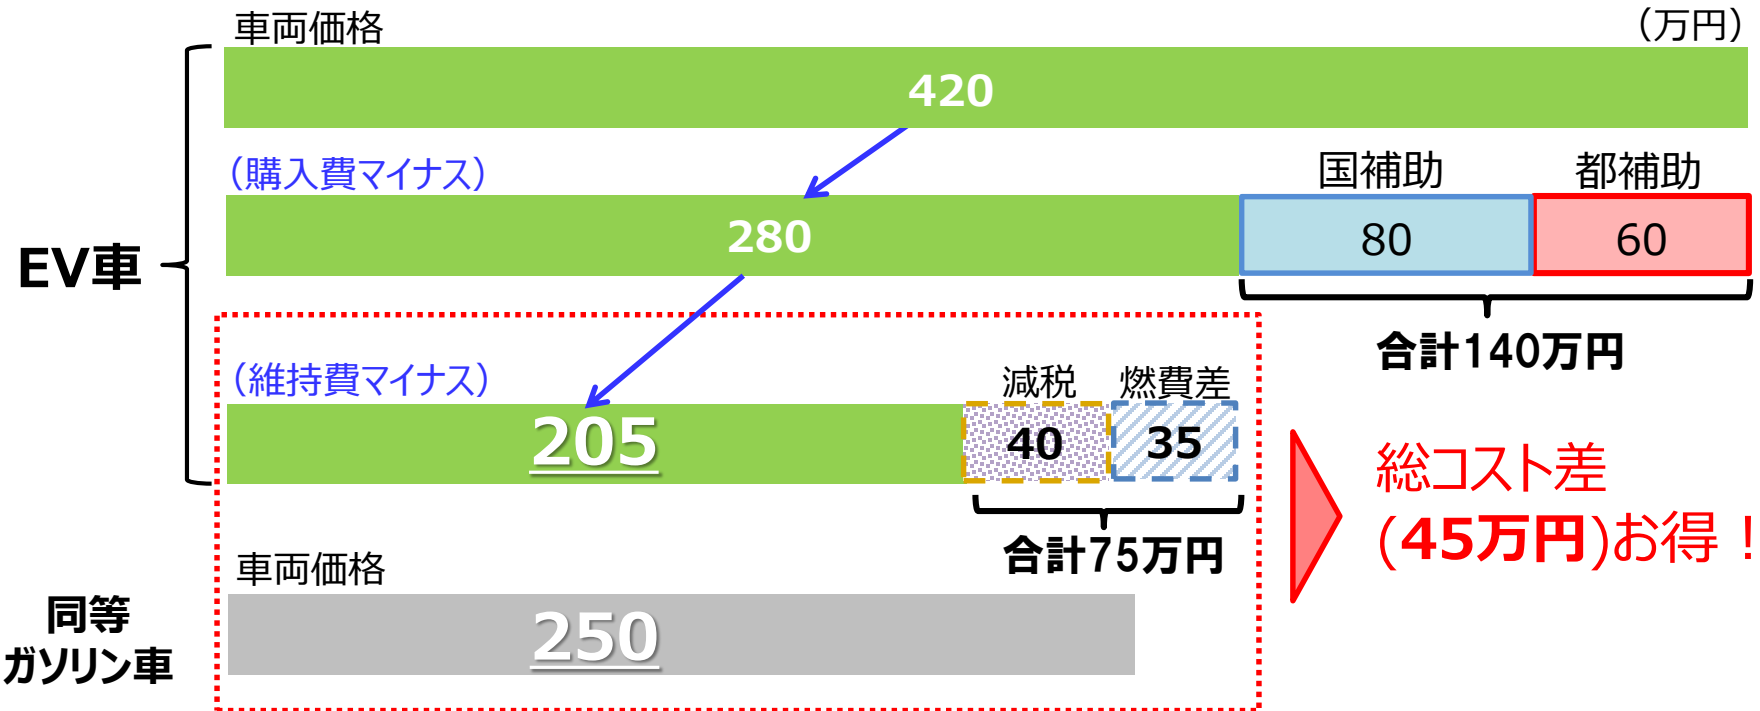 車両価格
（万円）
420
（購入費マイナス）
国補助
都補助
280
80
60
EV車
合計140万円
（維持費マイナス）
減税
燃費差
205
40
35
合計75万円
総コスト差
(45万円)お得！
車両価格
同等
ガソリン車
250